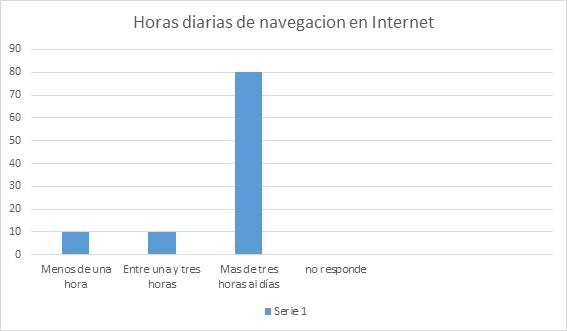 Horas diarias de navegacion en Internet
90
80
70
60
50
40
30
20
10
0
Menos de una
hora
Entre una y tres
horas
Mas de tres
horas al días
no responde
Serie 1